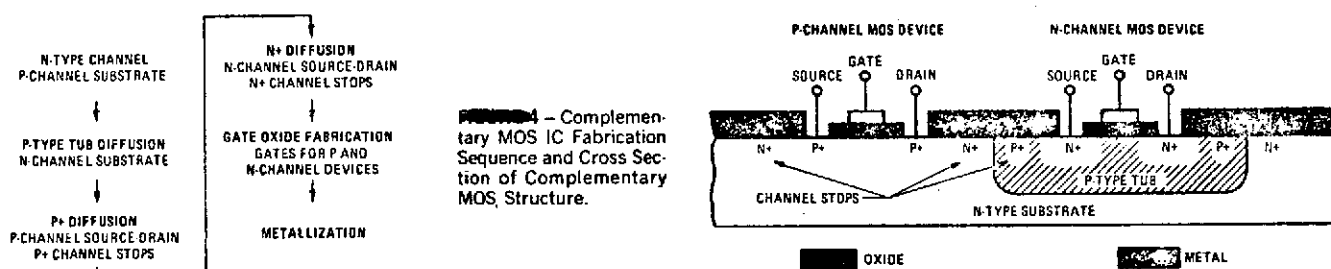 N-TYPE CHANNEL
P-CHANNEL SUBSTRATE
P-TYPE TUB DIFFUSION
N-CHANNEL SUBSTRATE
P+ DIFFUSION
P-CHANNEL SOURCE-DRAIN
P+ CHANNEL STOPS
N+ DIFFUSION
N-CHANNEL SOURCE-DRAIN
N+ CHANNEL STOPS
GATE OXIDE FABRICATION
GATES FOR P AND
N-CHANNEL DEVICES
METALLIZATION
4 – Complemen-
tary MOS IC Fabrication
Sequence and Cross Sec-
tion of Complementary
MOS, Structure.
P-CHANNEL MOS DEVICE
N-CHANNEL MOS DEVICE
GATE
GATE
SOURCE
DRAIN
SOURCE
DRAIN
N+ P+ P+ N+ P+ N+ N+ P+ N+
CHANNEL STOPS
P-TYPE TUB
N-TYPE SUBSTRATE
OXIDE
METAL